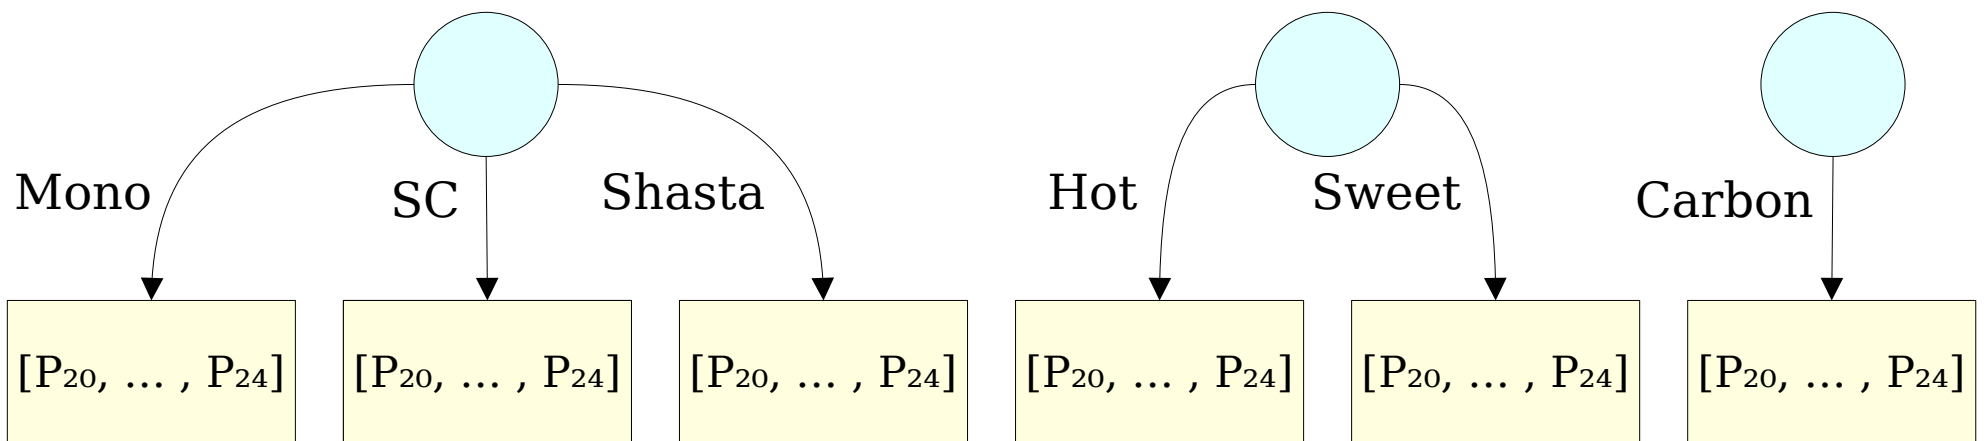 Mono
SC
Shasta
Hot
Sweet
Carbon
[P₂₀, ... , P₂₄]
[P₂₀, ... , P₂₄]
[P₂₀, ... , P₂₄]
[P₂₀, ... , P₂₄]
[P₂₀, ... , P₂₄]
[P₂₀, ... , P₂₄]